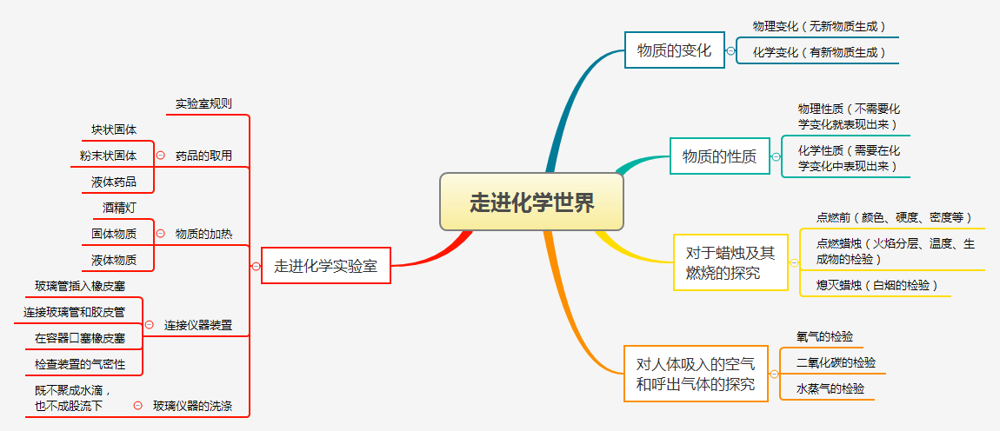 走进化学世界
物质的变化
物理变化（无新物质生成）
化学变化（有新物质生成）
物质的性质
物理性质（不需要化
学变化就表现出来）
化学性质（需要在化
学变化中表现出来）
对于蜡烛及其
燃烧的探究
点燃前（颜色、硬度、密度等）
点燃蜡烛（火焰分层、温度、生
成物的检验）
熄灭蜡烛（白烟的检验）
对人体吸入的空气
和呼出气体的探究
氧气的检验
二氧化碳的检验
水蒸气的检验
走进化学实验室
实验室规则
药品的取用
块状固体
粉末状固体
液体药品
物质的加热
酒精灯
固体物质
液体物质
连接仪器装置
玻璃管插入橡皮塞
连接玻璃管和胶皮管
在容器口塞橡皮塞
检查装置的气密性
玻璃仪器的洗涤
既不聚成水滴，
也不成股流下